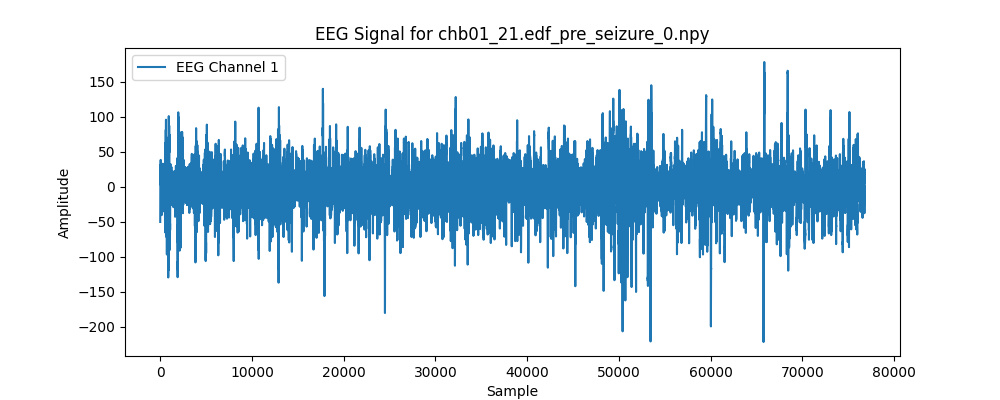 EEG Signal for chb01_21.edf_pre_seizure_0.npy
EEG Channel 1
150
100
50
0
−50
−100
−150
−200
Amplitude
0 10000 20000 30000 40000 50000 60000 70000 80000
Sample